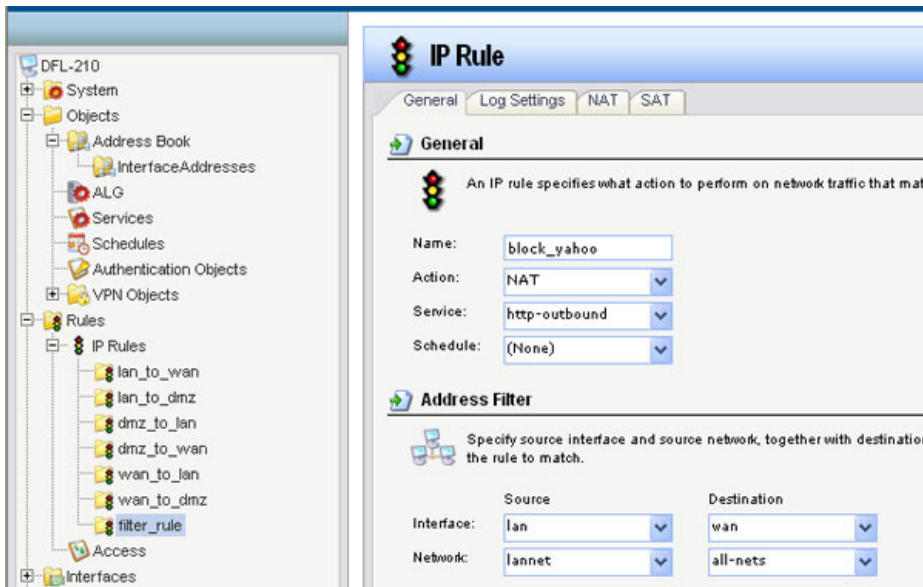 DFL-210
System
Objects
Address Book
InterfaceAddresses
ALG
Services
Schedules
Authentication Objects
VPN Objects
Rules
IP Rules
lan_to_wan
lan_to_dmz
dmz_to_lan
dmz_to_wan
wan_to_lan
wan_to_dmz
filter_rule
Access
Interfaces
IP Rule
General Log Settings NAT SAT
General
An IP rule specifies what action to perform on network traffic that mat
Name: block_yahoo
Action: NAT
Service: http-outbound
Schedule: (None)
Address Filter
Specify source interface and source network, together with destination
the rule to match.
Source Destination
Interface: lan wan
Network: lannet all-nets